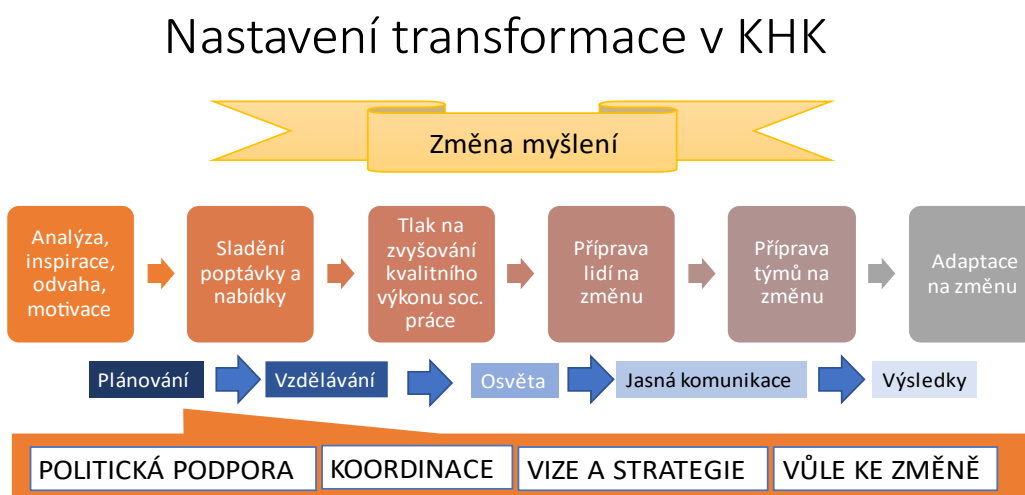 Nastavení transformace v KHK
Změna myšlení
Analýza,
inspirace,
odvaha,
motivace
Sladění
poptávky a
nabídky
Tlak na
zvyšování
kvalitního
výkonu soc.
práce
Příprava
lidí na
změnu
Příprava
týmů na
změnu
Adaptace
na změnu
Plánování
Vzdělávání
Osvěta
Jasná komunikace
Výsledky
POLITICKÁ PODPORA
KOORDINACE
VIZE A STRATEGIE
VŮLE KE ZMĚNĚ